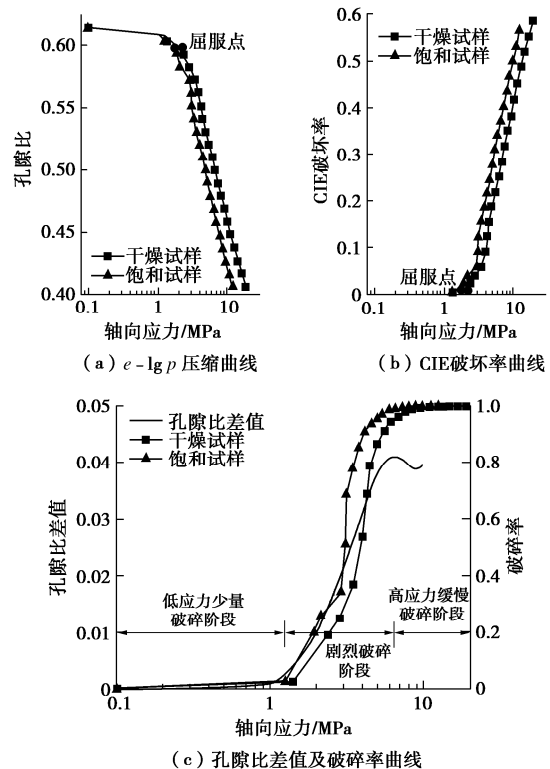 0.60
0.55
0.50
0.45
0.40
孔隙比
屈服点
干燥试样
饱和试样
0.1
1
10
轴向应力/MPa
(a) e-lg p 压缩曲线
0.6
0.5
0.4
0.3
0.2
0.1
0
CIE破坏率
干燥试样
饱和试样
屈服点
0.1
1
10
轴向应力/MPa
(b) CIE破坏率曲线
0.05
0.04
0.03
0.02
0.01
0
孔隙比差值
孔隙比差值
干燥试样
饱和试样
低应力少量
破碎阶段
剧烈破碎
阶段
高应力缓慢
破碎阶段
1.0
0.8
0.6
0.4
0.2
0
破碎率
0.1
1
10
轴向应力/MPa
(c) 孔隙比差值及破碎率曲线